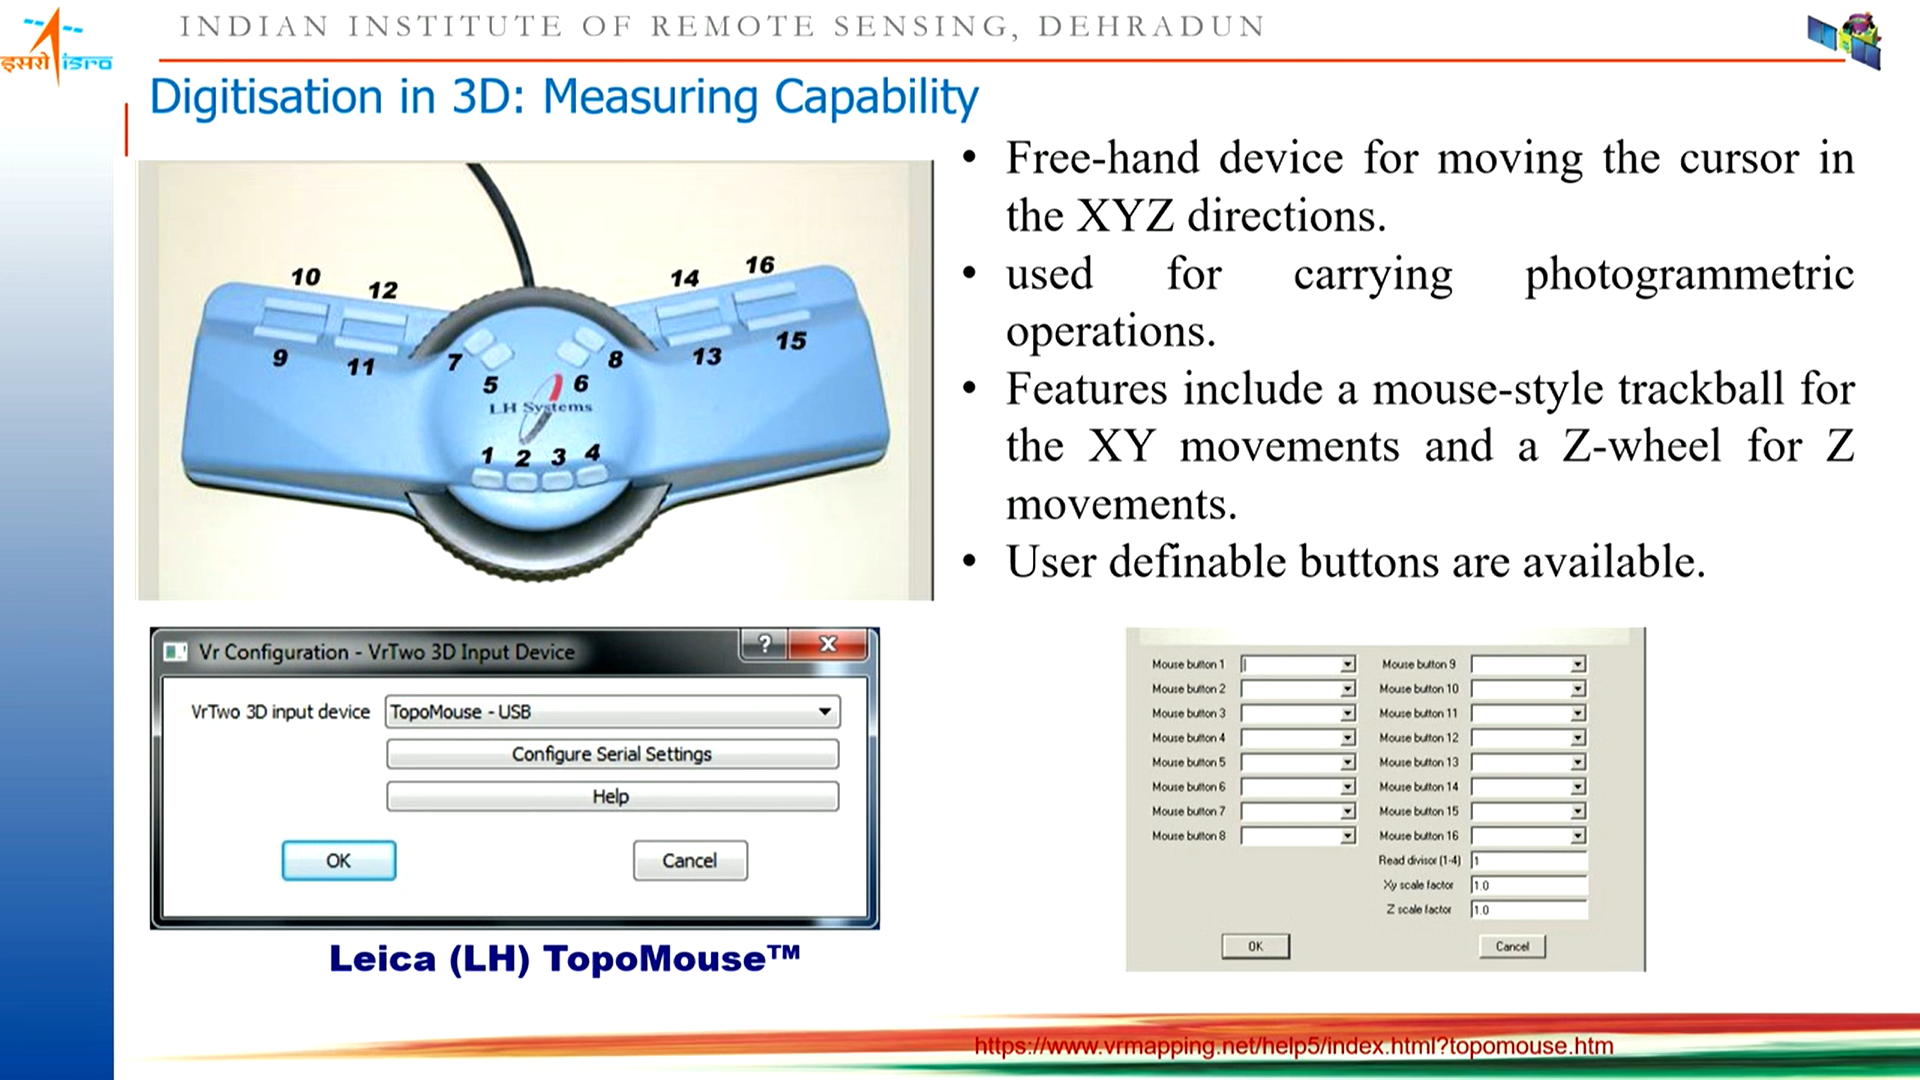 INDIAN INSTITUTE OF REMOTE SENSING, DEHRADUN
इसरो isro
Digitisation in 3D: Measuring Capability
10
12
14
16
9
11
7
5
8
6
13
15
LH Systems
1 2 3 4
• Free-hand device for moving the cursor in
the XYZ directions.
• used for carrying photogrammetric
operations.
• Features include a mouse-style trackball for
the XY movements and a Z-wheel for Z
movements.
• User definable buttons are available.
Vr Configuration - VrTwo 3D Input Device
? X
VrTwo 3D input device TopoMouse - USB
Configure Serial Settings
Help
OK Cancel
Leica (LH) TopoMouse™
Mouse button 1 Mouse button 9
Mouse button 2 Mouse button 10
Mouse button 3 Mouse button 11
Mouse button 4 Mouse button 12
Mouse button 5 Mouse button 13
Mouse button 6 Mouse button 14
Mouse button 7 Mouse button 15
Mouse button 8 Mouse button 16
Read divisor (1-4) 1
Xy scale factor 1.0
Z scale factor 1.0
OK Cancel
https://www.vrmapping.net/help5/index.html?topomouse.htm